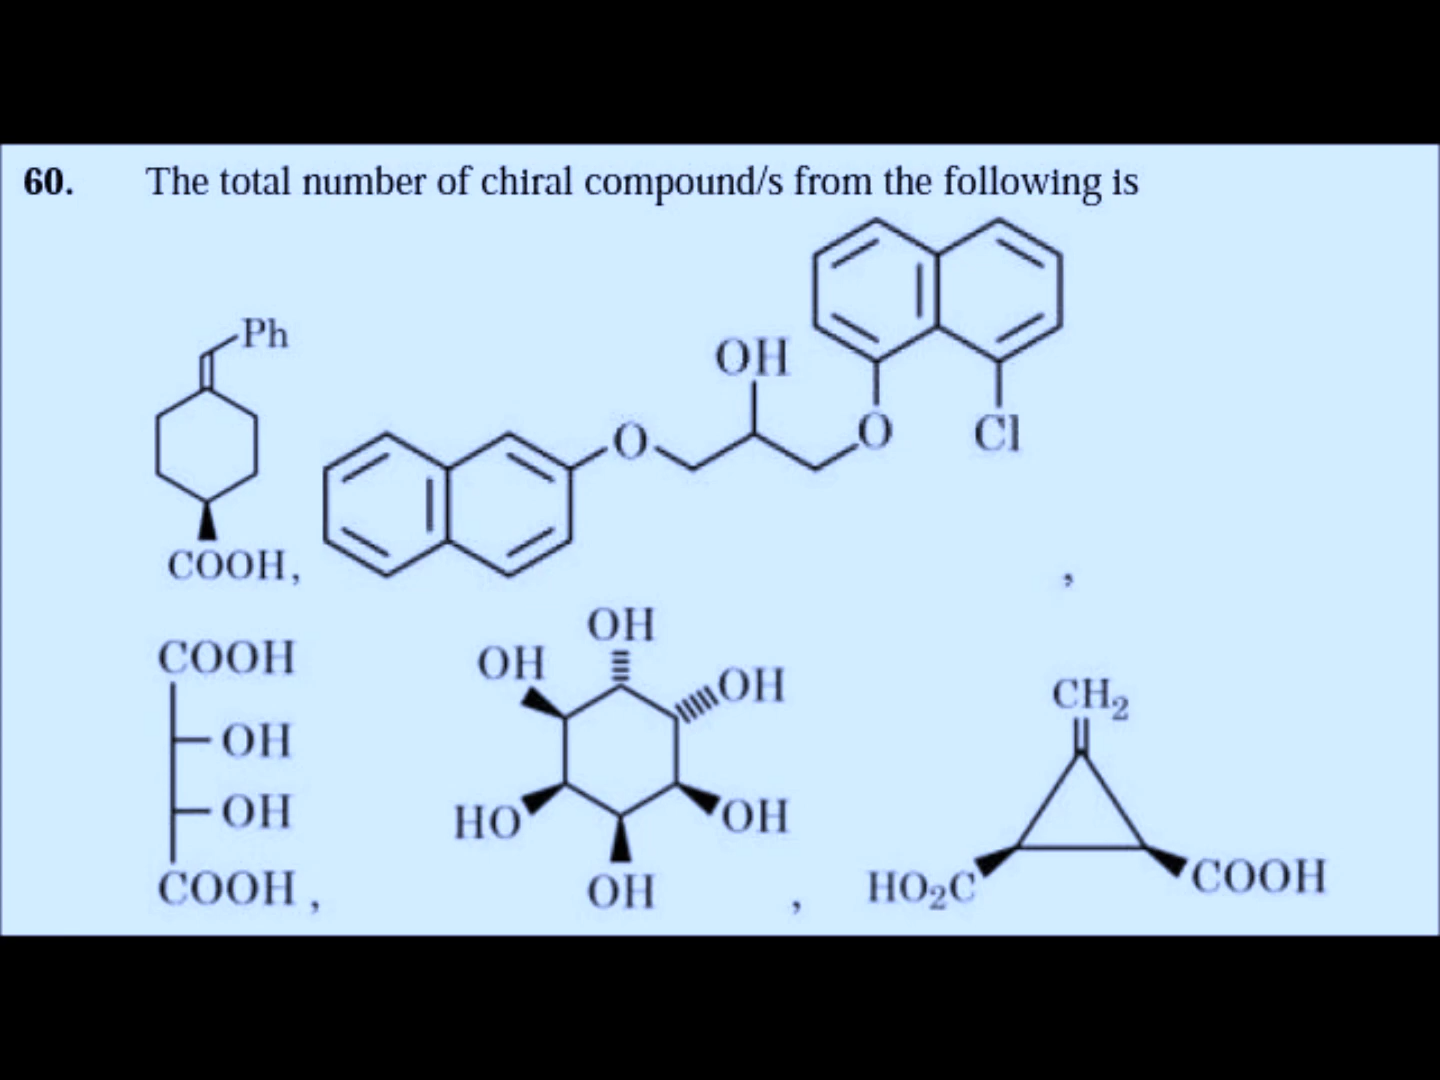 60. The total number of chiral compound/s from the following is
Ph
COOH,
O
OH
O
Cl
,
COOH
OH
OH
COOH ,
OH
OH
OH
HO
OH
OH
,
CH₂
HO₂C
COOH